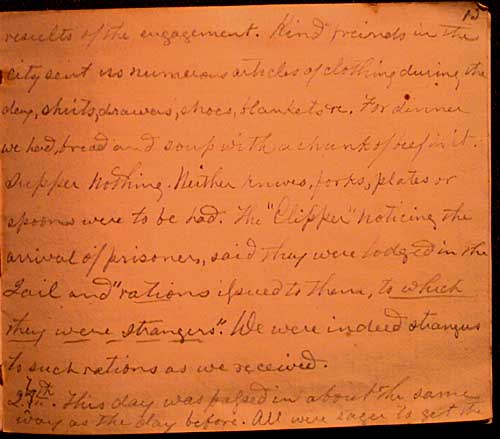 12
results of the engagement. Kind freinds in the
city sent us numerous articles of clothing during the
day, shirts, drawers, shoes, blankets &c. For dinner
we had, bread and soup with a chunk of beef in it.
Supper nothing. Neither knives, forks, plates or
spoons were to be had. The "Clipper" noticing the
arrival of prisoners, said they were lodged in the
Jail and "rations issued to them, to which
they were strangers". We were indeed strangers
to such rations as we received.
27th. This day was passed in about the same
way as the day before. All were eager to get the